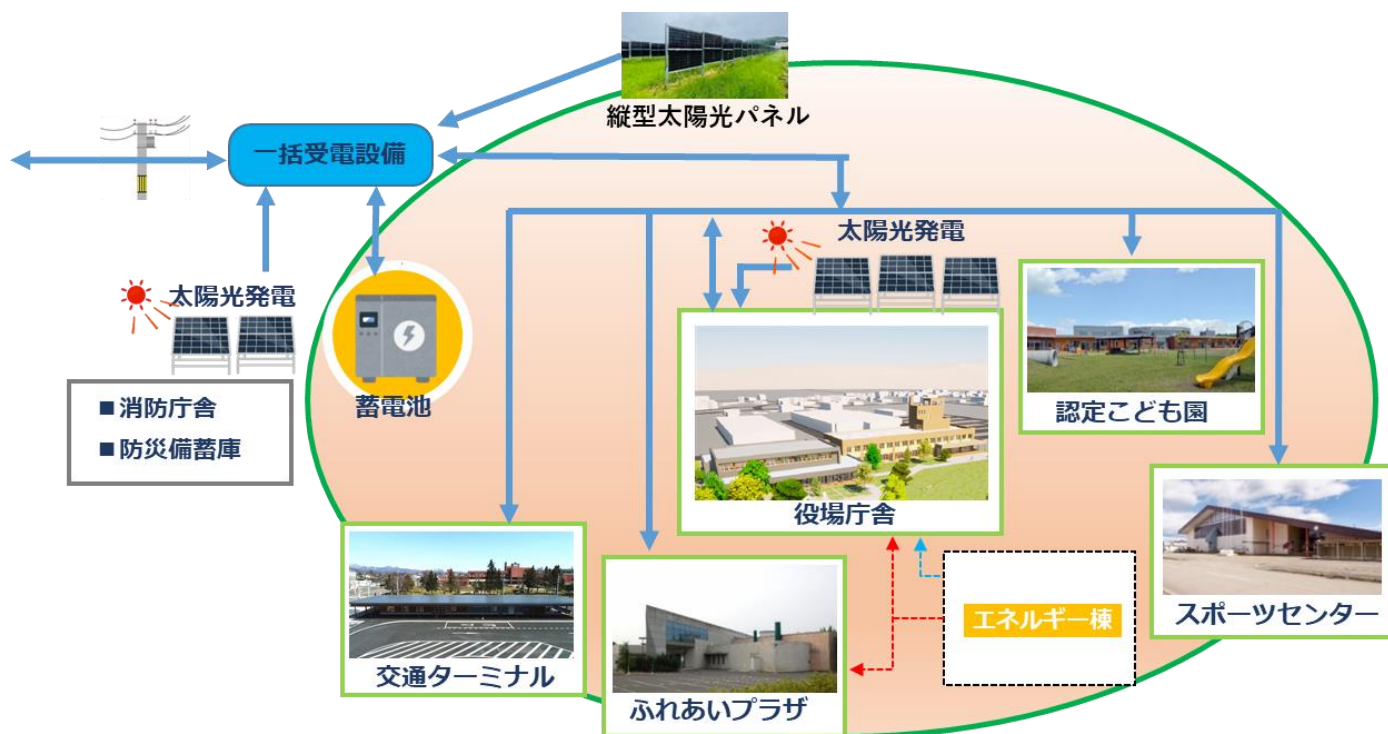 縦型太陽光パネル
一括受電設備
太陽光発電
太陽光発電
■消防庁舎
■防災備蓄庫
蓄電池
認定こども園
役場庁舎
エネルギー棟
スポーツセンター
交通ターミナル
ふれあいプラザ